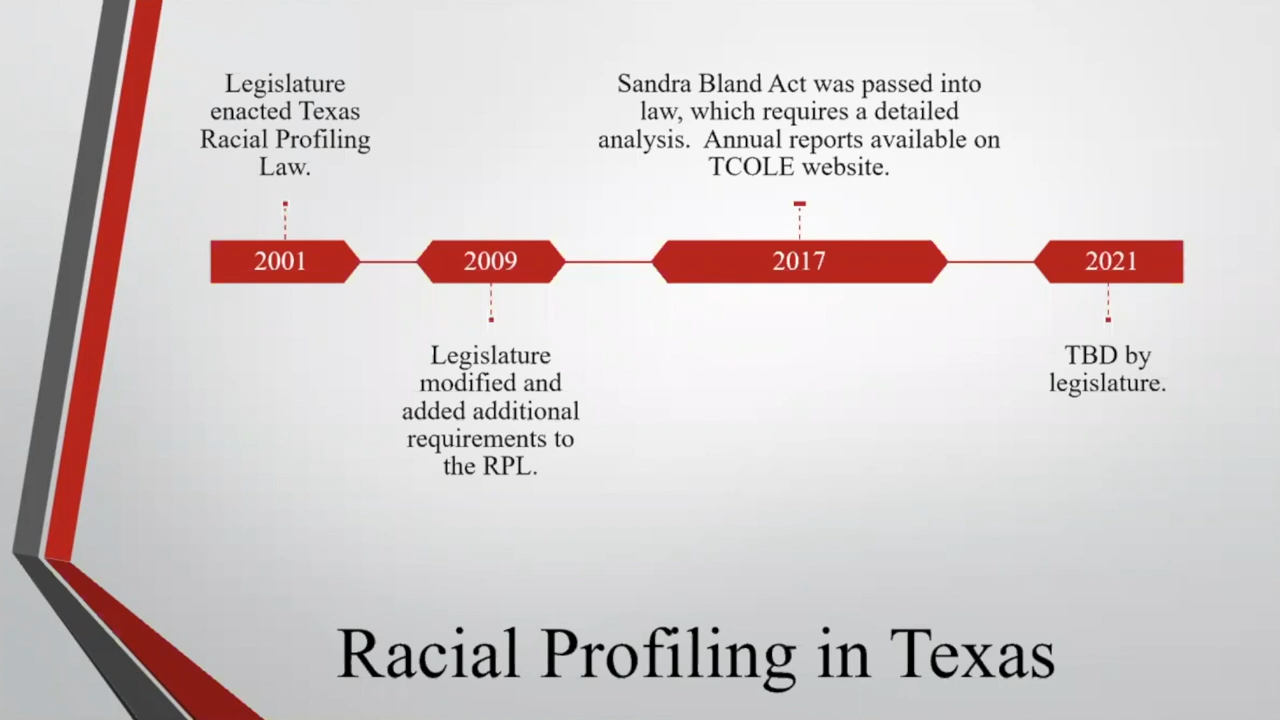 Legislature
enacted Texas
Racial Profiling
Law.
Sandra Bland Act was passed into
law, which requires a detailed
analysis.  Annual reports available on
TCOLE website.
2001
2009
2017
2021
Legislature
modified and
added additional
requirements to
the RPL.
TBD by
legislature.
Racial Profiling in Texas